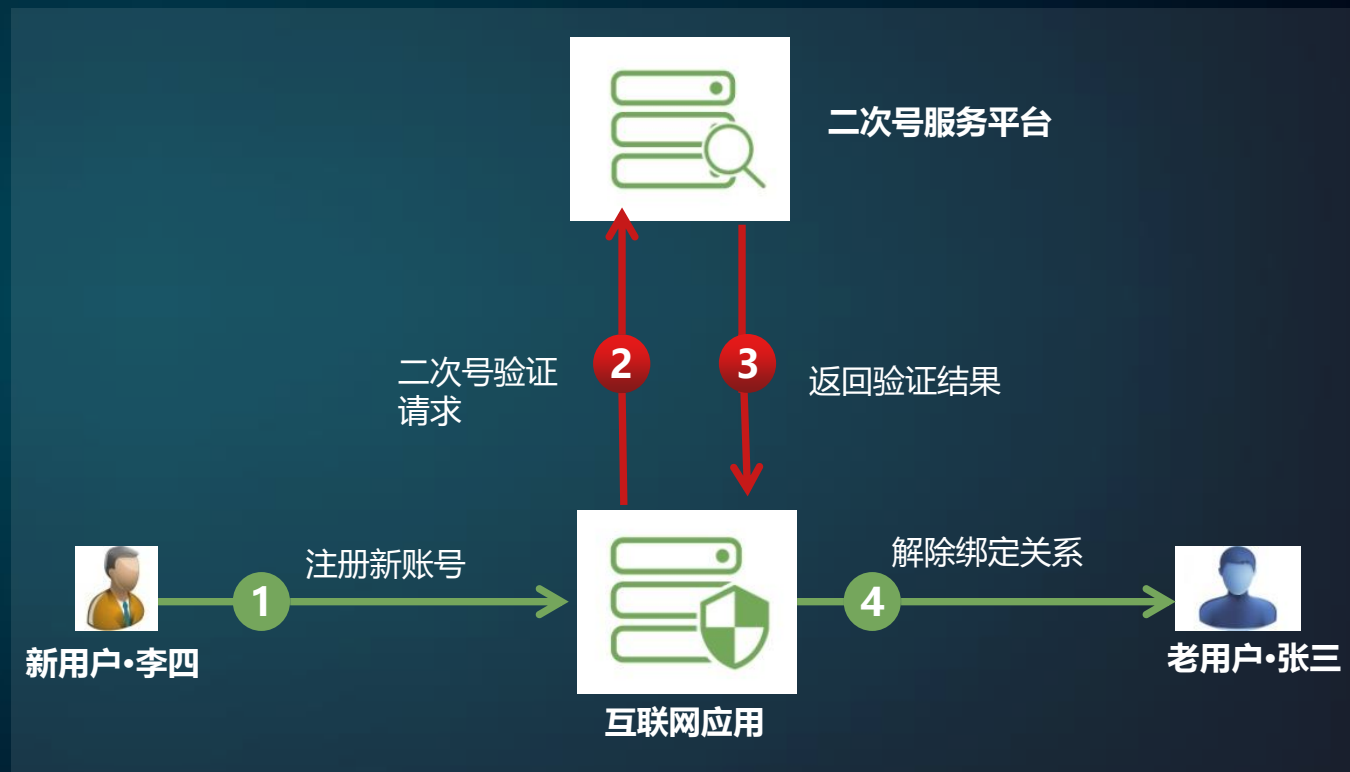 二次号服务平台
二次号验证
请求
2
3
返回验证结果
注册新账号
1
解除绑定关系
4
新用户·李四
互联网应用
老用户·张三